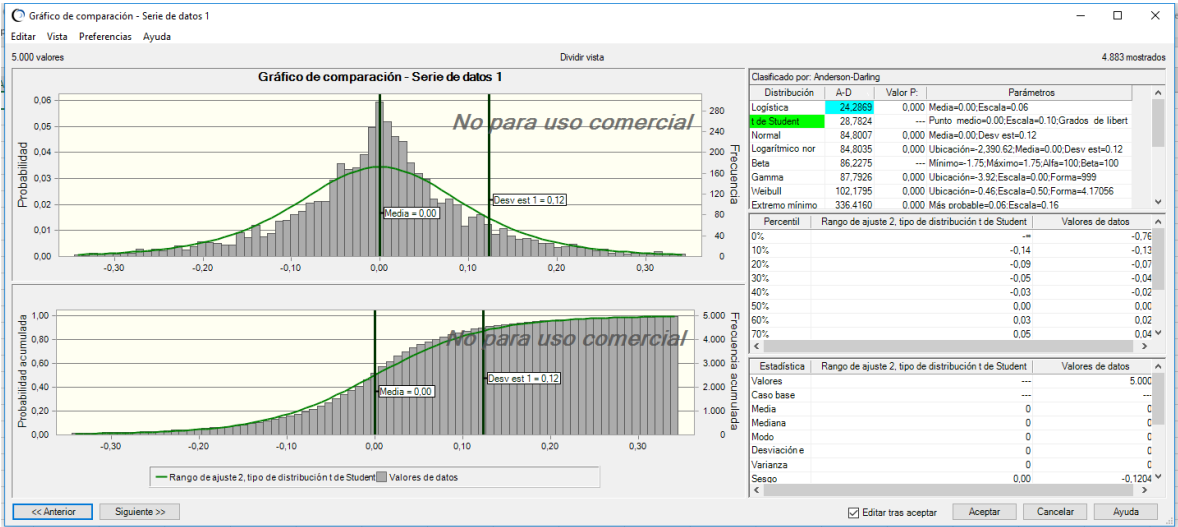 Gráfico de comparación - Serie de datos 1
Editar Vista Preferencias Ayuda
5.000 valores Dividir vista 4.883 mostrados
Gráfico de comparación - Serie de datos 1
No para uso comercial
Probabilidad
0,06
0,05
0,04
0,03
0,02
0,01
0,00
Frecuencia
280
240
200
160
120
80
40
0
Media = 0,00
Desv est 1 = 0,12
-0,30 -0,20 -0,10 0,00 0,10 0,20 0,30
No para uso comercial
Probabilidad acumulada
1,00
0,80
0,60
0,40
0,20
0,00
Frecuencia acumulada
5.000
4.000
3.000
2.000
1.000
0
Media = 0,00
Desv est 1 = 0,12
-0,30 -0,20 -0,10 0,00 0,10 0,20 0,30
Rango de ajuste 2, tipo de distribución t de Student Valores de datos
Clasificado por: Anderson-Darling
Distribución A-D Valor P: Parámetros
Logística 24,2869 0,000 Media=0.00;Escala=0.06
t de Student 28,7824 --- Punto medio=0.00;Escala=0.10;Grados de libert
Normal 84,8007 0,000 Media=0.00;Desv est=0.12
Logarítmico nor 84,8035 0,000 Ubicación=-2,390.62;Media=0.00;Desv est=0.12
Beta 86,2275 --- Mínimo=-1.75;Máximo=1.75;Alfa=100;Beta=100
Gamma 87,7926 0,000 Ubicación=-3.92;Escala=0.00;Forma=999
Weibull 102,1795 0,000 Ubicación=-0.46;Escala=0.50;Forma=4.17056
Extremo mínimo 336,4160 0,000 Más probable=0.06;Escala=0.16
Percentil Rango de ajuste 2, tipo de distribución t de Student Valores de datos
0% -∞ -0,76
10% -0,14 -0,13
20% -0,09 -0,07
30% -0,05 -0,04
40% -0,03 -0,02
50% 0,00 0,00
60% 0,03 0,02
70% 0,05 0,04
Estadística Rango de ajuste 2, tipo de distribución t de Student Valores de datos
Valores --- 5.000
Caso base --- ---
Media 0 0
Mediana 0 0
Modo 0 0
Desviación e 0 0
Varianza 0 0
Sesgo 0,00 -0,1204
<< Anterior Siguiente >> Editar tras aceptar Aceptar Cancelar Ayuda